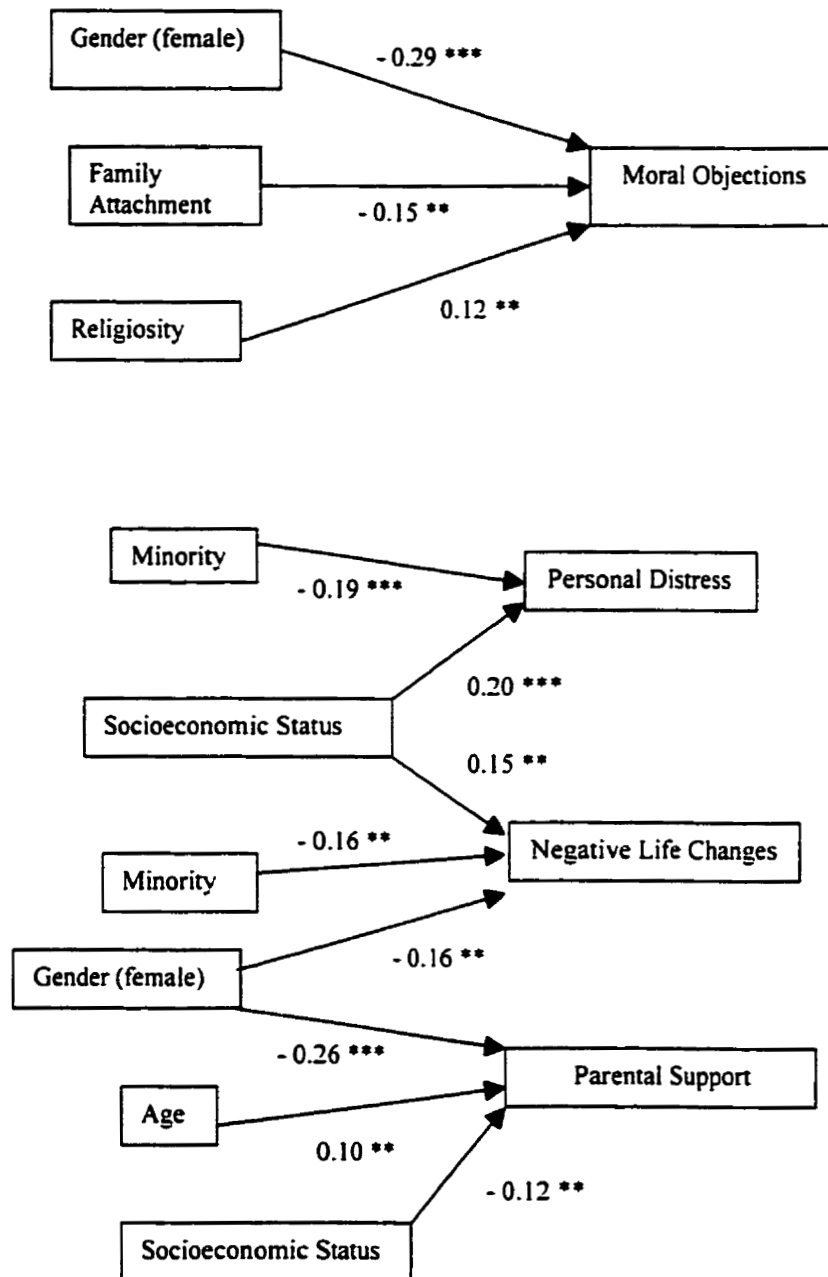 Gender (female)
- 0.29 ***
Family
Attachment
Moral Objections
- 0.15 **
0.12 **
Religiosity
Minority
Personal Distress
- 0.19 ***
0.20 ***
Socioeconomic Status
0.15 **
- 0.16 **
Negative Life Changes
Minority
- 0.16 **
Gender (female)
- 0.26 ***
Parental Support
Age
0.10 **
- 0.12 **
Socioeconomic Status